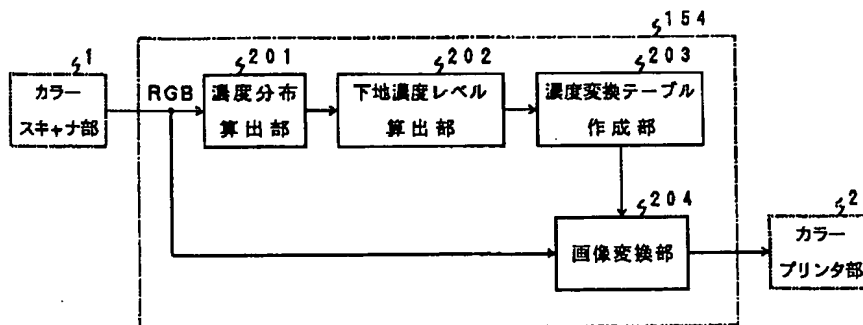 154
1
201
202
203
カラー
スキャナ部
RGB
濃度分布
算出部
下地濃度レベル
算出部
濃度変換テーブル
作成部
204
2
画像変換部
カラー
プリンタ部